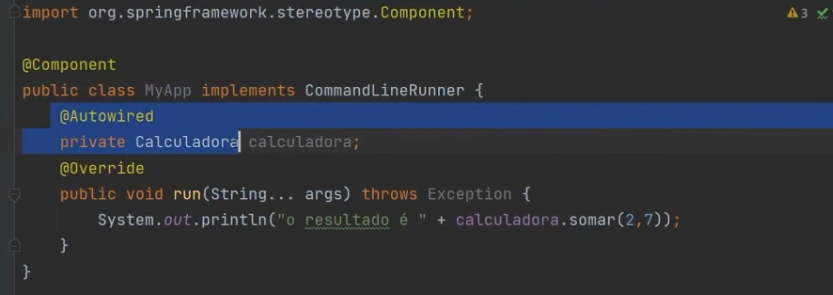 import org.springframework.stereotype.Component;
3
@Component
public class MyApp implements CommandLineRunner {
@Autowired
private Calculadora calculadora;
@Override
public void run(String... args) throws Exception {
System.out.println("o resultado é " + calculadora.somar(2,7));
}
}